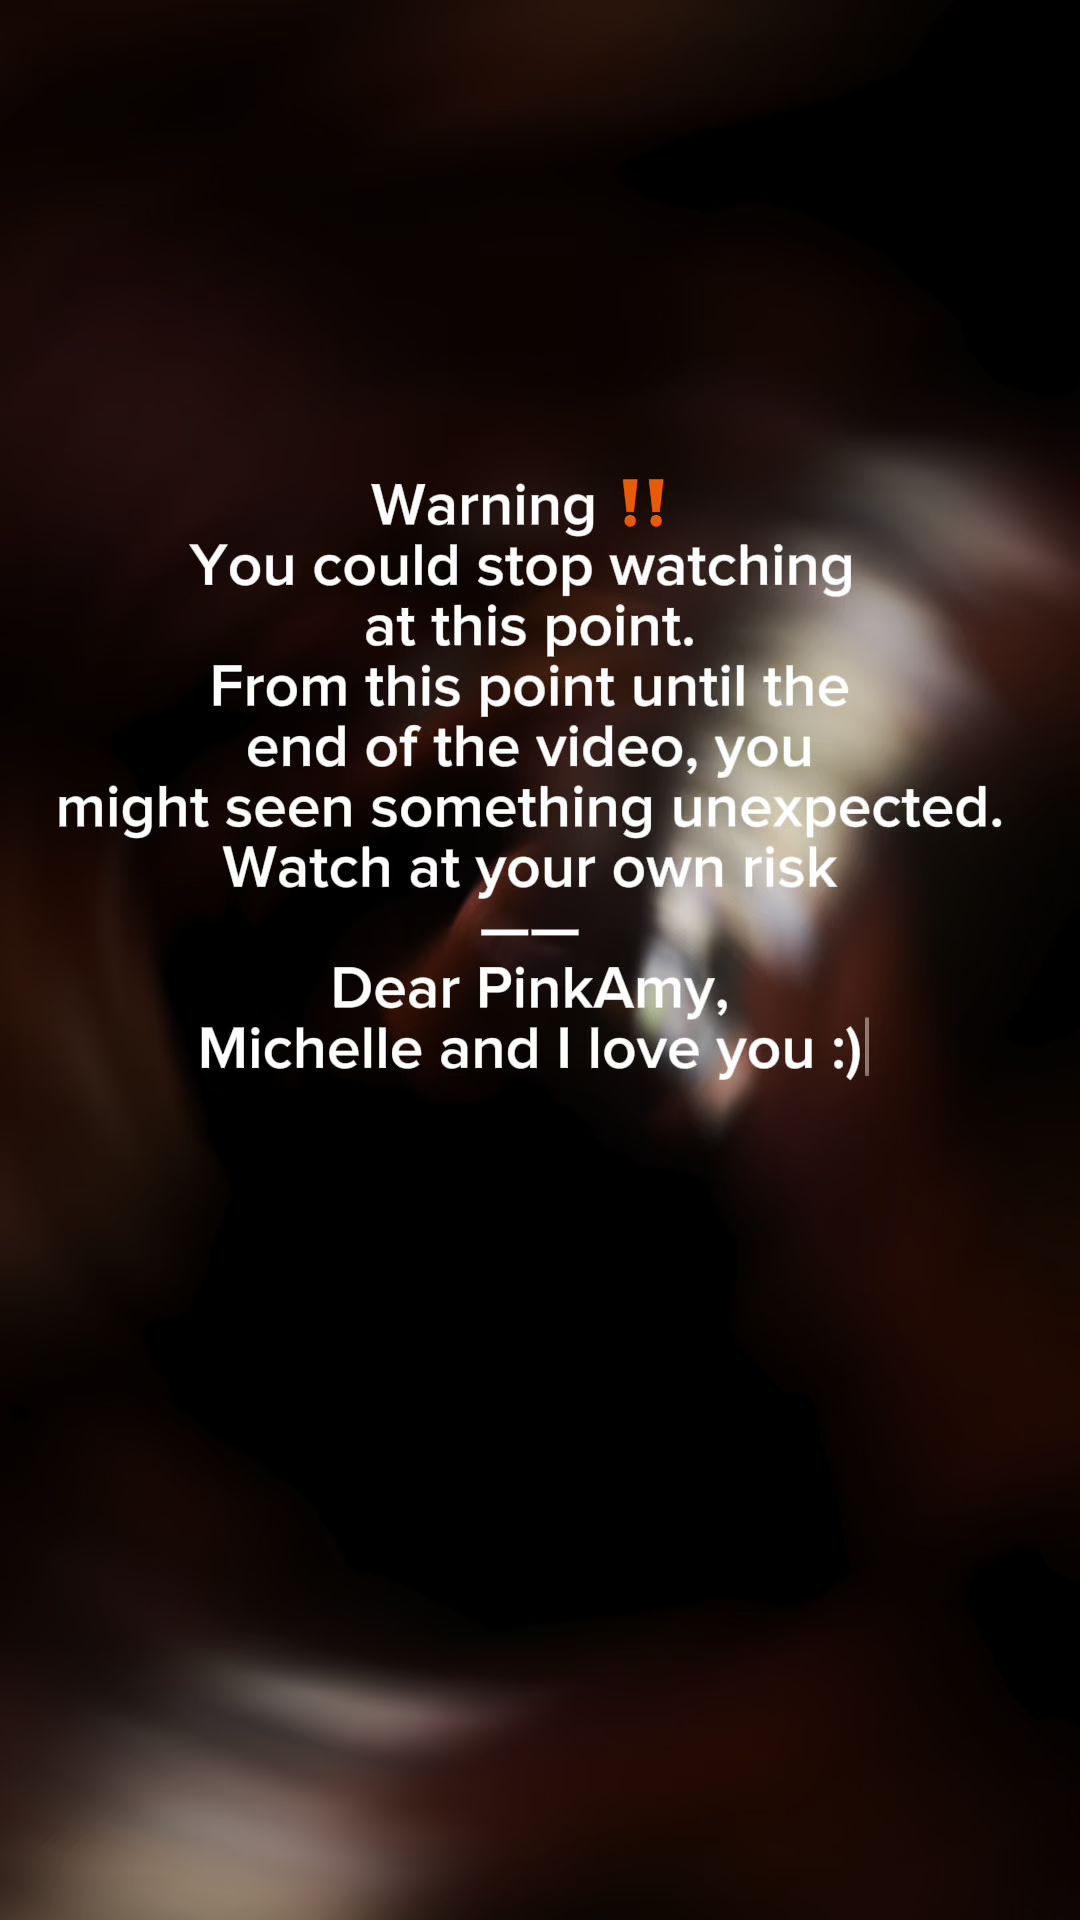 Warning ‼️
You could stop watching
at this point.
From this point until the
end of the video, you
might seen something unexpected.
Watch at your own risk
——
Dear PinkAmy,
Michelle and I love you :)